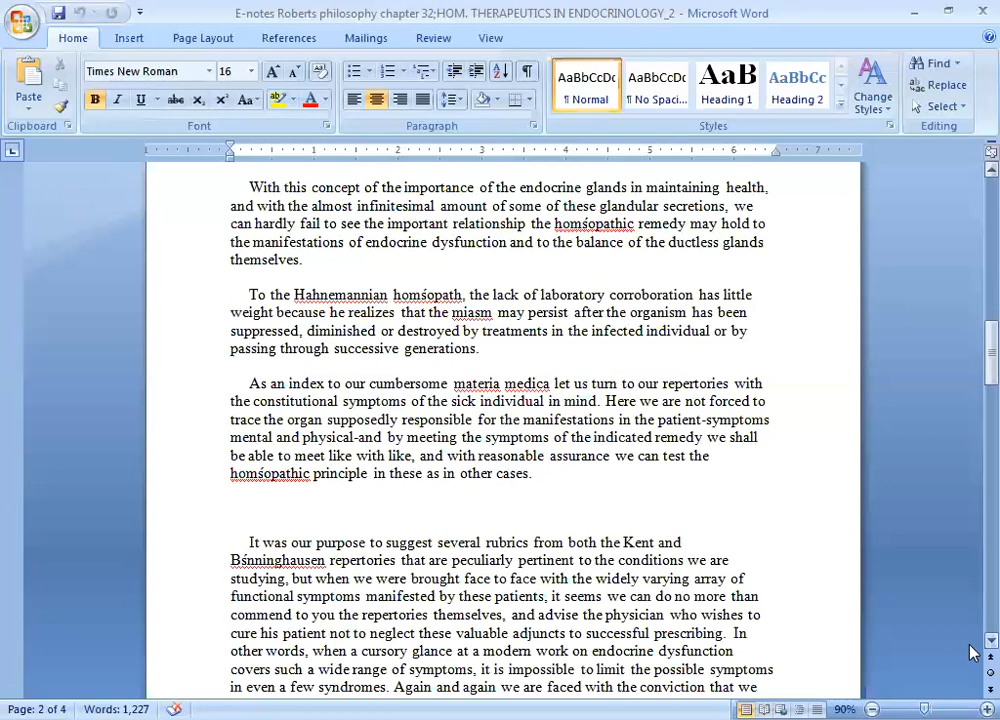 E-notes Roberts philosophy chapter 32;HOM. THERAPEUTICS IN ENDOCRINOLOGY_2 - Microsoft Word
Home Insert Page Layout References Mailings Review View
Paste
Clipboard
Times New Roman 16
B I U abc X₂ X² Aa A
Font
Paragraph
AaBbCcDc AaBbCcDc AaB AaBbCc
¶ Normal ¶ No Spaci... Heading 1 Heading 2
Change Styles
Styles
Find
Replace
Select
Editing
1 1 2 3 4 5 6 7
With this concept of the importance of the endocrine glands in maintaining health,
and with the almost infinitesimal amount of some of these glandular secretions, we
can hardly fail to see the important relationship the homśopathic remedy may hold to
the manifestations of endocrine dysfunction and to the balance of the ductless glands
themselves.
To the Hahnemannian homśopath, the lack of laboratory corroboration has little
weight because he realizes that the miasm may persist after the organism has been
suppressed, diminished or destroyed by treatments in the infected individual or by
passing through successive generations.
As an index to our cumbersome materia medica let us turn to our repertories with
the constitutional symptoms of the sick individual in mind. Here we are not forced to
trace the organ supposedly responsible for the manifestations in the patient-symptoms
mental and physical-and by meeting the symptoms of the indicated remedy we shall
be able to meet like with like, and with reasonable assurance we can test the
homśopathic principle in these as in other cases.
It was our purpose to suggest several rubrics from both the Kent and
Bśnninghausen repertories that are peculiarly pertinent to the conditions we are
studying, but when we were brought face to face with the widely varying array of
functional symptoms manifested by these patients, it seems we can do no more than
commend to you the repertories themselves, and advise the physician who wishes to
cure his patient not to neglect these valuable adjuncts to successful prescribing. In
other words, when a cursory glance at a modern work on endocrine dysfunction
covers such a wide range of symptoms, it is impossible to limit the possible symptoms
in even a few syndromes. Again and again we are faced with the conviction that we
Page: 2 of 4 Words: 1,227 90%